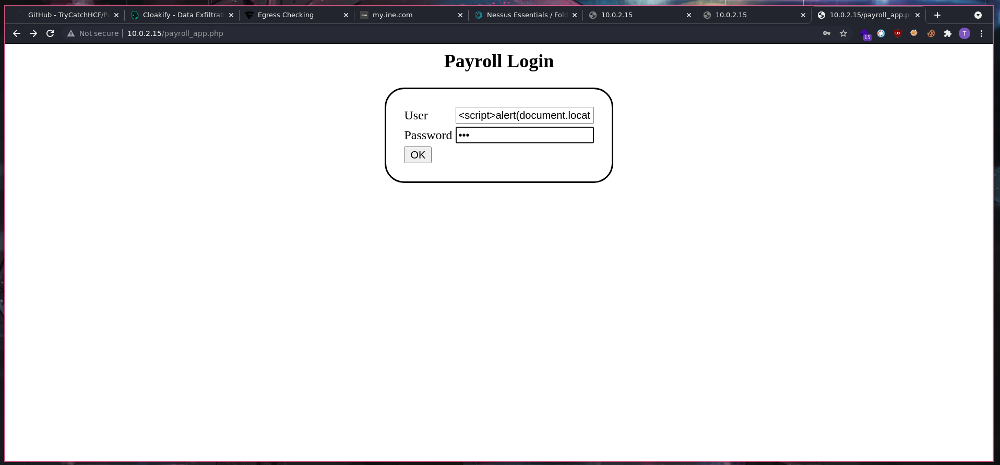 GitHub - TryCatchHCF/P
Cloakify - Data Exfiltrat
Egress Checking
my.ine.com
Nessus Essentials / Fold
10.0.2.15
10.0.2.15
10.0.2.15/payroll_app.p
Not secure 10.0.2.15/payroll_app.php
15
UD
T
Payroll Login
User <script>alert(document.locat
Password •••
OK